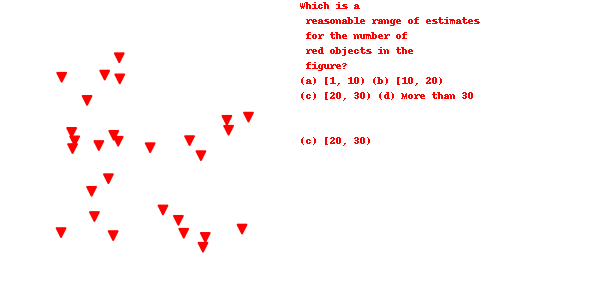 Which is a
reasonable range of estimates
for the number of
red objects in the
figure?
(a) [1, 10) (b) [10, 20)
(c) [20, 30) (d) More than 30
(c) [20, 30)